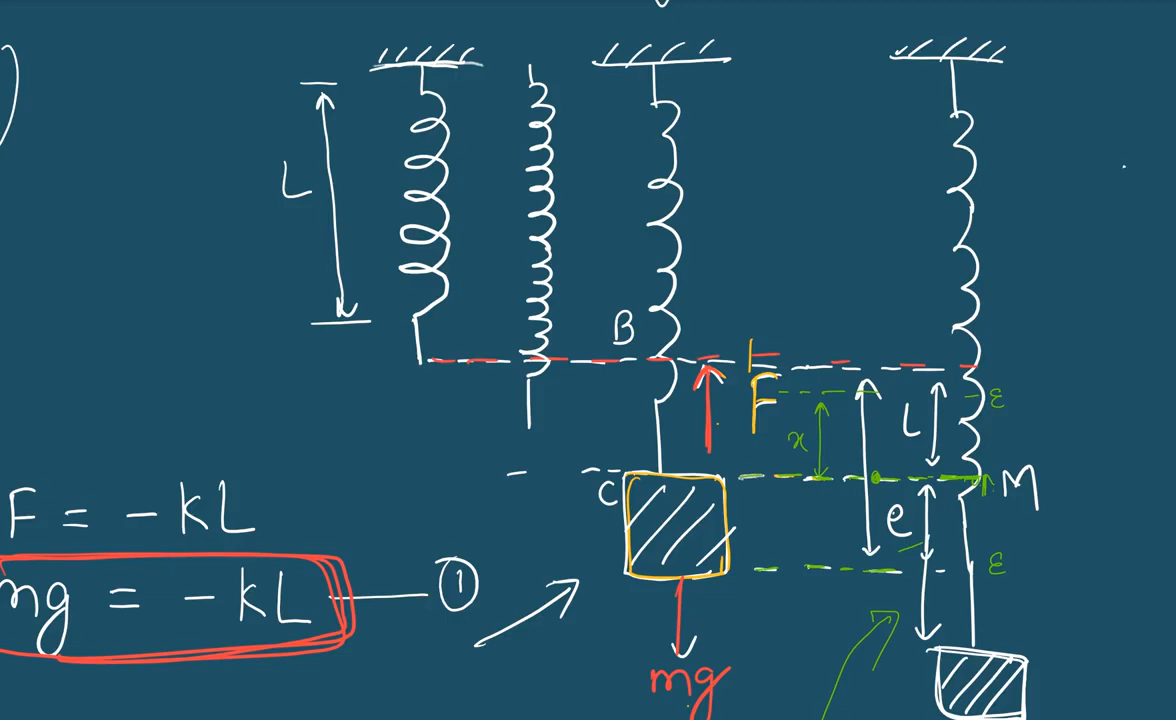 L
B
F
x
L
ε
C
M
e
ε
F = - kL
mg = - kL
1
mg